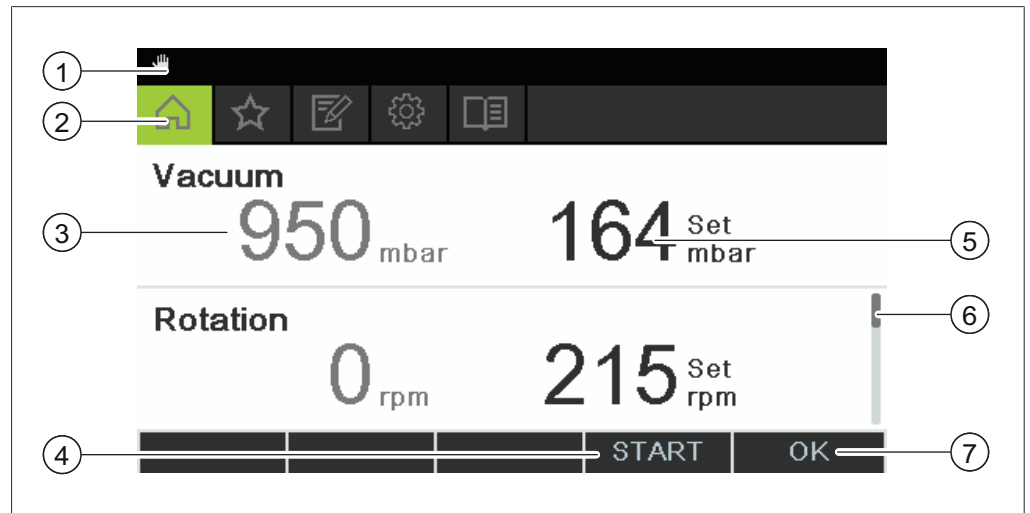 1
2
Vacuum
3
950 mbar
164 Set mbar
5
Rotation
6
0 rpm
215 Set rpm
4
START
OK
7